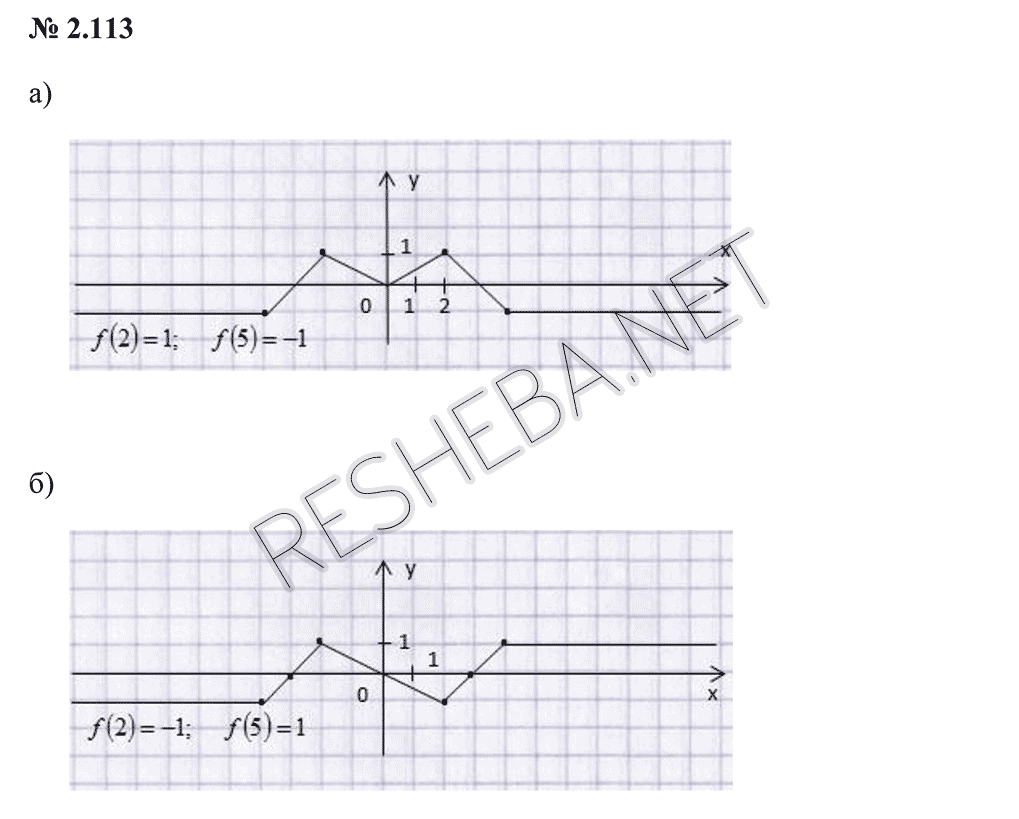 № 2.113
а)
y
1
x
0 1 2
f(2)=1; f(5)=−1
RESHEBA.NET
б)
y
1
1
0
x
f(2)=−1; f(5)=1